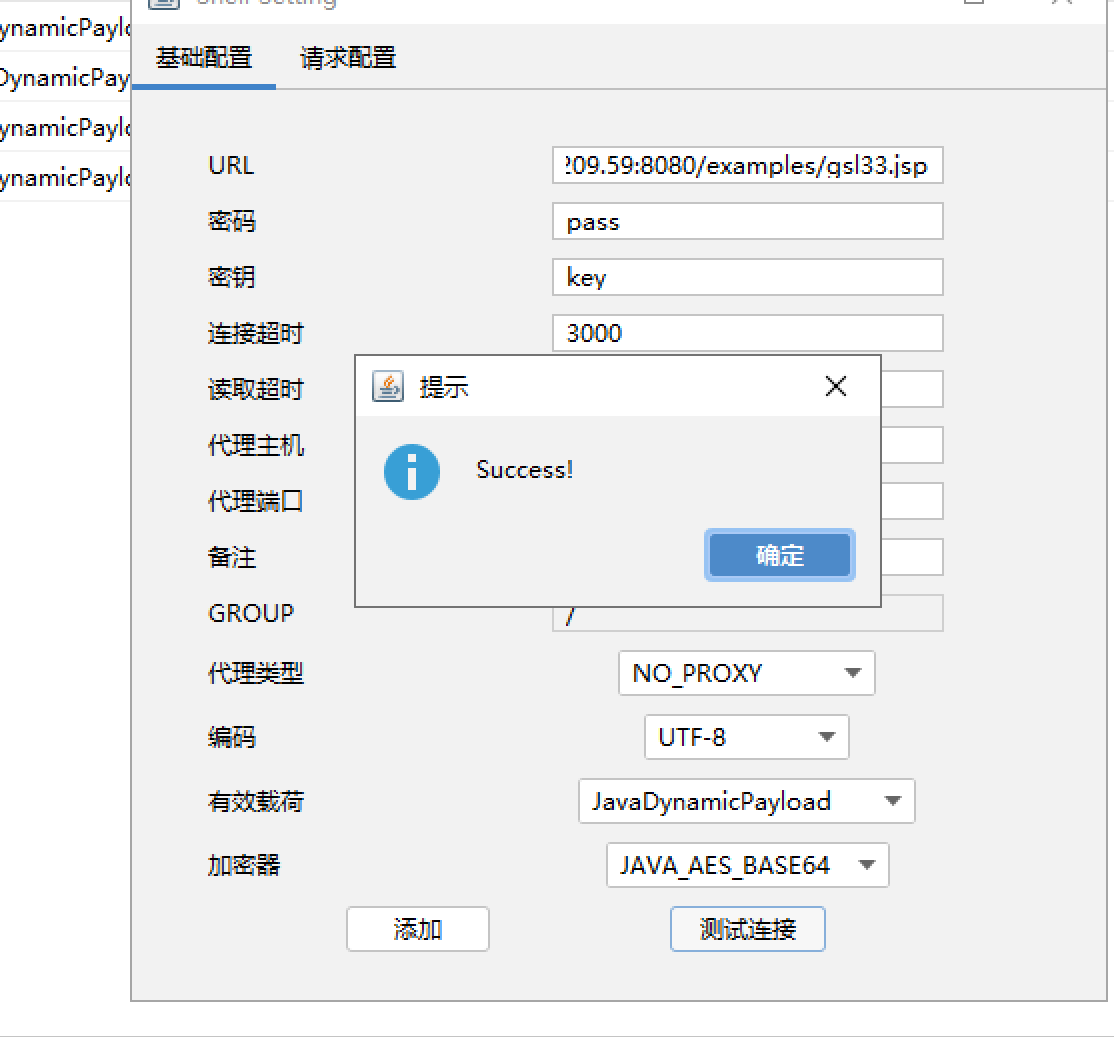 Shell Setting
基础配置 请求配置
ynamicPaylo
DynamicPay
ynamicPaylo
ynamicPaylo
URL 209.59:8080/examples/gsl33.jsp
密码 pass
密钥 key
连接超时 3000
读取超时
代理主机
代理端口
备注
提示
Success!
确定
GROUP /
代理类型 NO_PROXY
编码 UTF-8
有效载荷 JavaDynamicPayload
加密器 JAVA_AES_BASE64
添加 测试连接